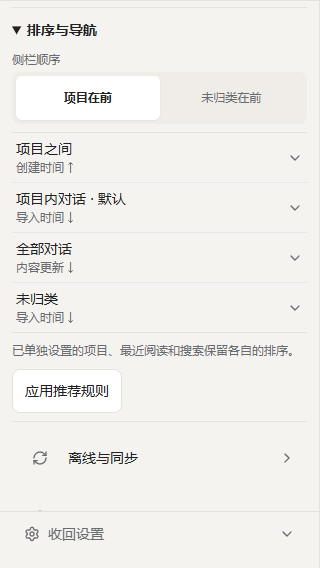 ▼ 排序与导航
侧栏顺序
项目在前
未归类在前
项目之间
创建时间↑
项目内对话 · 默认
导入时间↓
全部对话
内容更新↓
未归类
导入时间↓
已单独设置的项目、最近阅读和搜索保留各自的排序。
应用推荐规则
离线与同步
收回设置